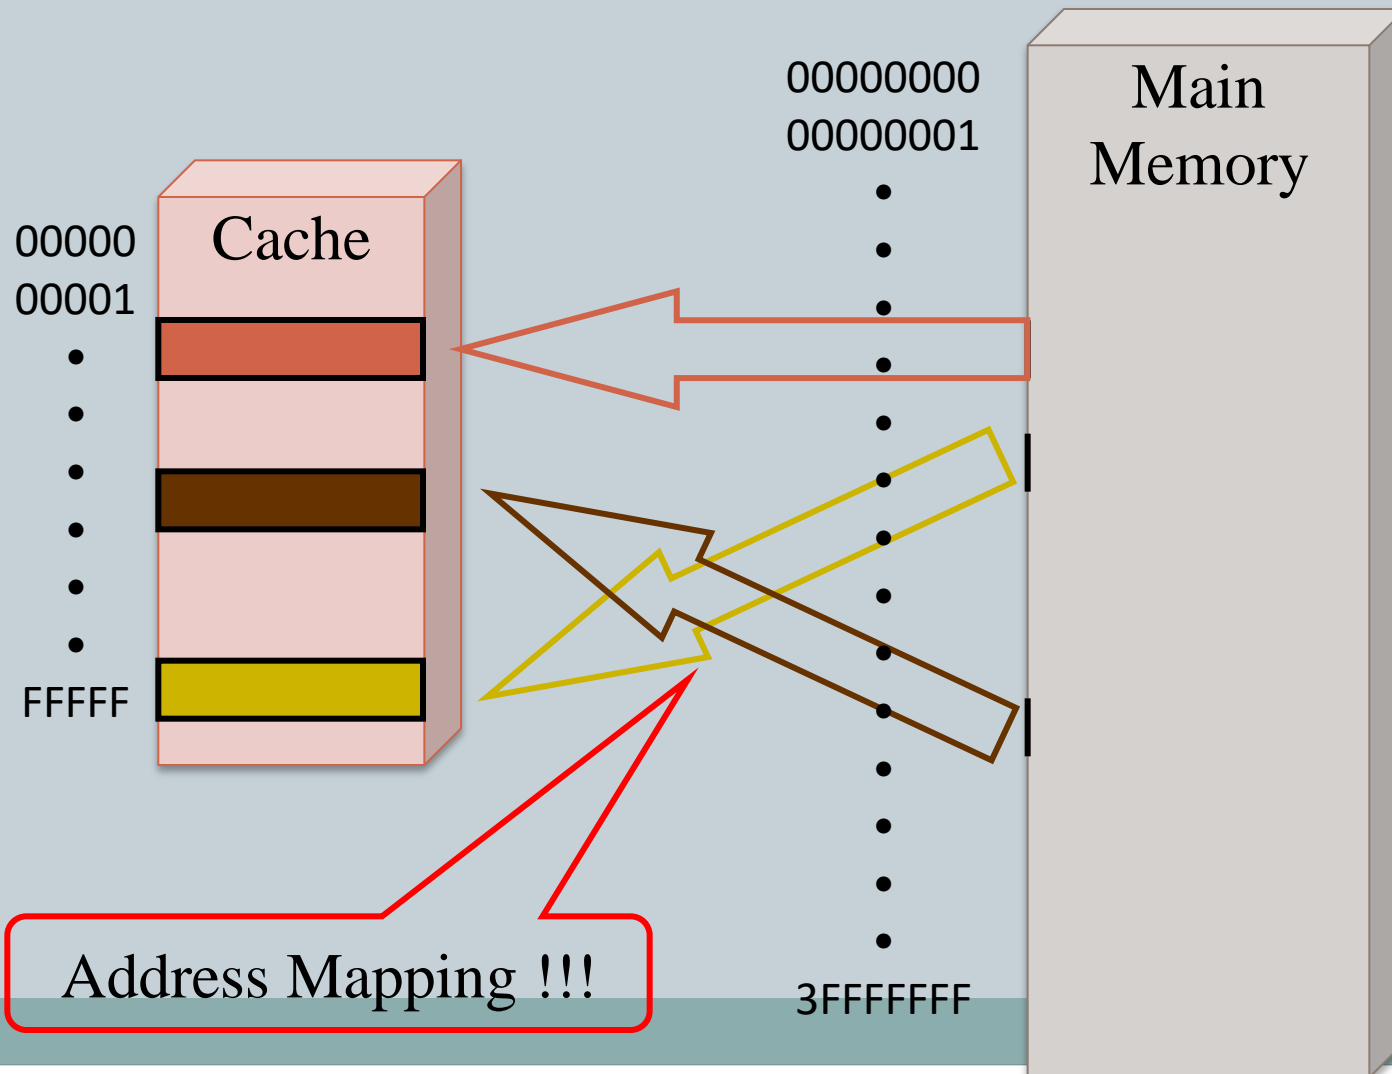 00000000
00000001
Main
Memory
Cache
00000
00001
FFFFF
Address Mapping !!!
3FFFFFFF